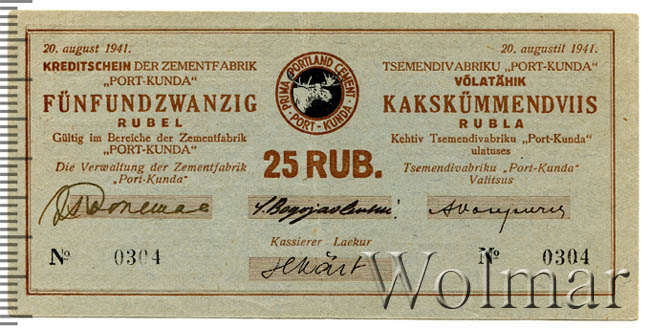 20. august 1941.
KREDITSCHEIN DER ZEMENTFABRIK
„PORT-KUNDA"
FÜNFUNDZWANZIG
RUBEL
Gültig im Bereiche der Zementfabrik
„PORT-KUNDA"
Die Verwaltung der Zementfabrik
„Port-Kunda"
PRIMA PORTLAND CEMENT
PORT-KUNDA
25 RUB.
20. augustil 1941.
TSEMENDIVABRIKU „PORT-KUNDA"
VÕLATÄHIK
KAKSKÜMMENDVIIS
RUBLA
Kehtiv Tsemendivabriku „Port-Kunda"
ulatuses
Tsemendivabriku „Port-Kunda"
Valitsus
Kassierer Laekur
№ 0304
№ 0304
Wolmar